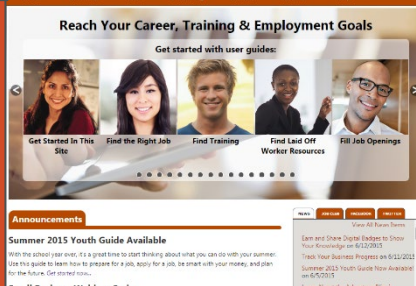 Reach Your Career, Training & Employment Goals
Get started with user guides:
Get Started In This Site
Find the Right Job
Find Training
Find Laid Off Worker Resources
Fill Job Openings
Announcements
Summer 2015 Youth Guide Available
With the school year over, it's a great time to start thinking about what you can do with your summer.
Use this guide to learn how to prepare for a job, apply for a job, be smart with your money, and plan
for the future. Get started now...
NEWS
View All News Items
Earn and Share Digital Badges to Show
Your Knowledge on 6/12/2015
Track Your Business Progress on 6/11/2015
Summer 2015 Youth Guide Now Available